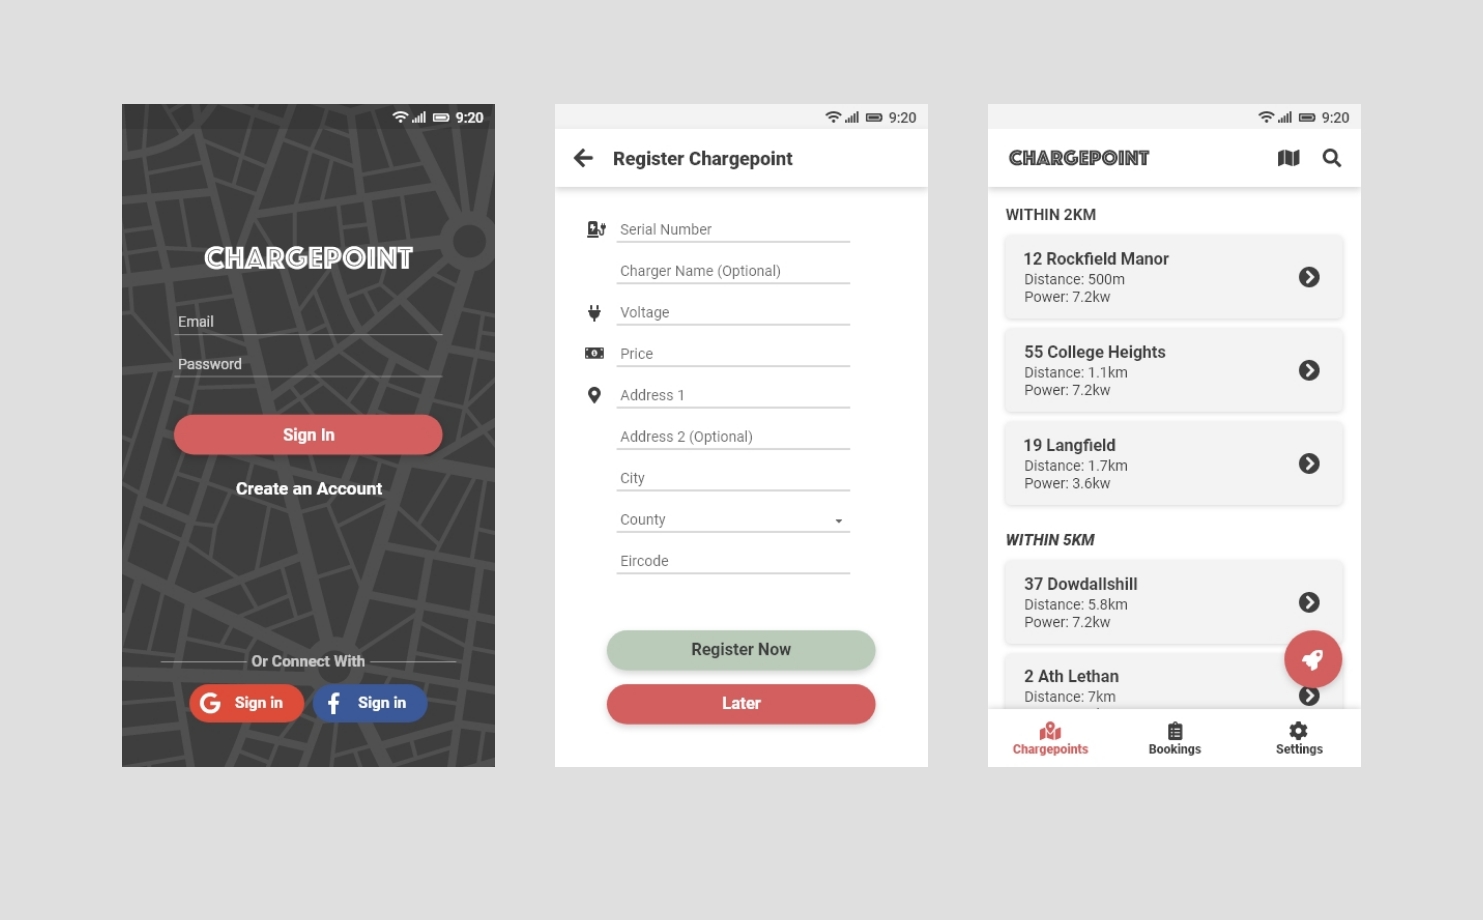 9:20
CHARGEPOINT
Email
Password
Sign In
Create an Account
Or Connect With
G Sign in
f Sign in
9:20
Register Chargepoint
Serial Number
Charger Name (Optional)
Voltage
Price
Address 1
Address 2 (Optional)
City
County
Eircode
Register Now
Later
9:20
CHARGEPOINT
WITHIN 2KM
12 Rockfield Manor
Distance: 500m
Power: 7.2kw
55 College Heights
Distance: 1.1km
Power: 7.2kw
19 Langfield
Distance: 1.7km
Power: 3.6kw
WITHIN 5KM
37 Dowdallshill
Distance: 5.8km
Power: 7.2kw
2 Ath Lethan
Distance: 7km
Chargepoints
Bookings
Settings